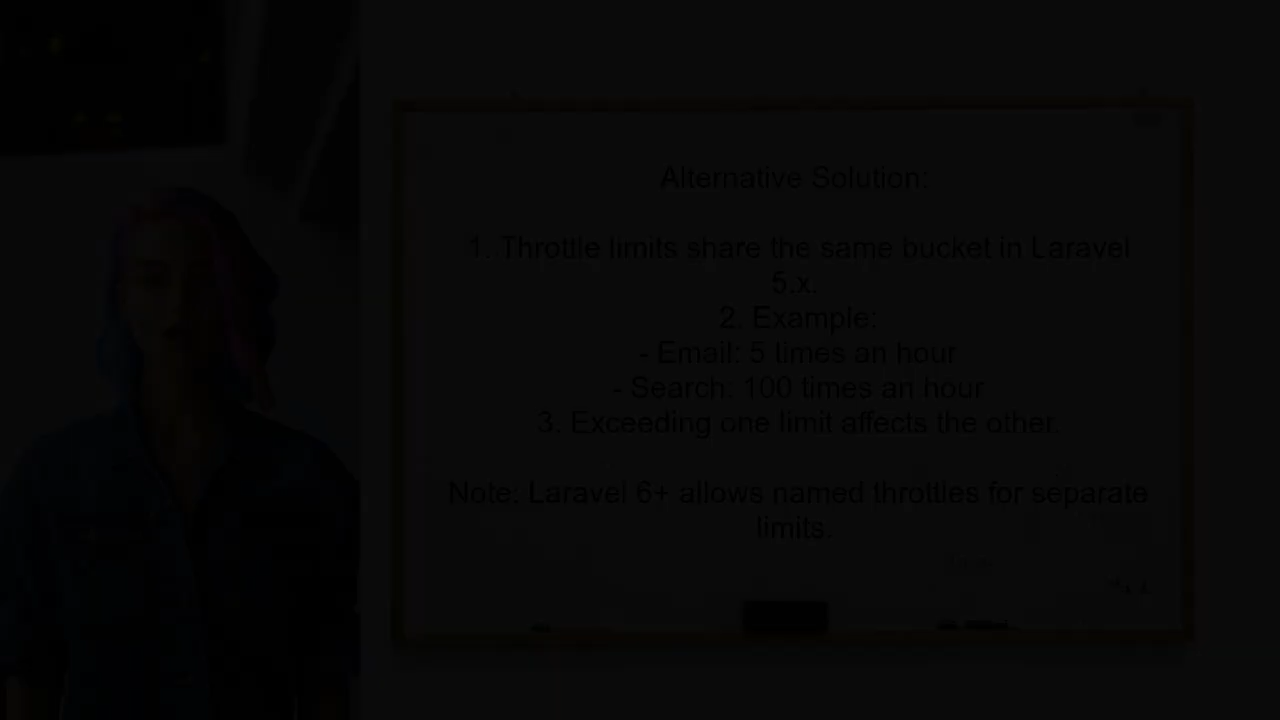 Alternative Solution:
1. Throttle limits share the same bucket in Laravel
5.x.
2. Example:
- Email: 5 times an hour
- Search: 100 times an hour
3. Exceeding one limit affects the other.
Note: Laravel 6+ allows named throttles for separate
limits.